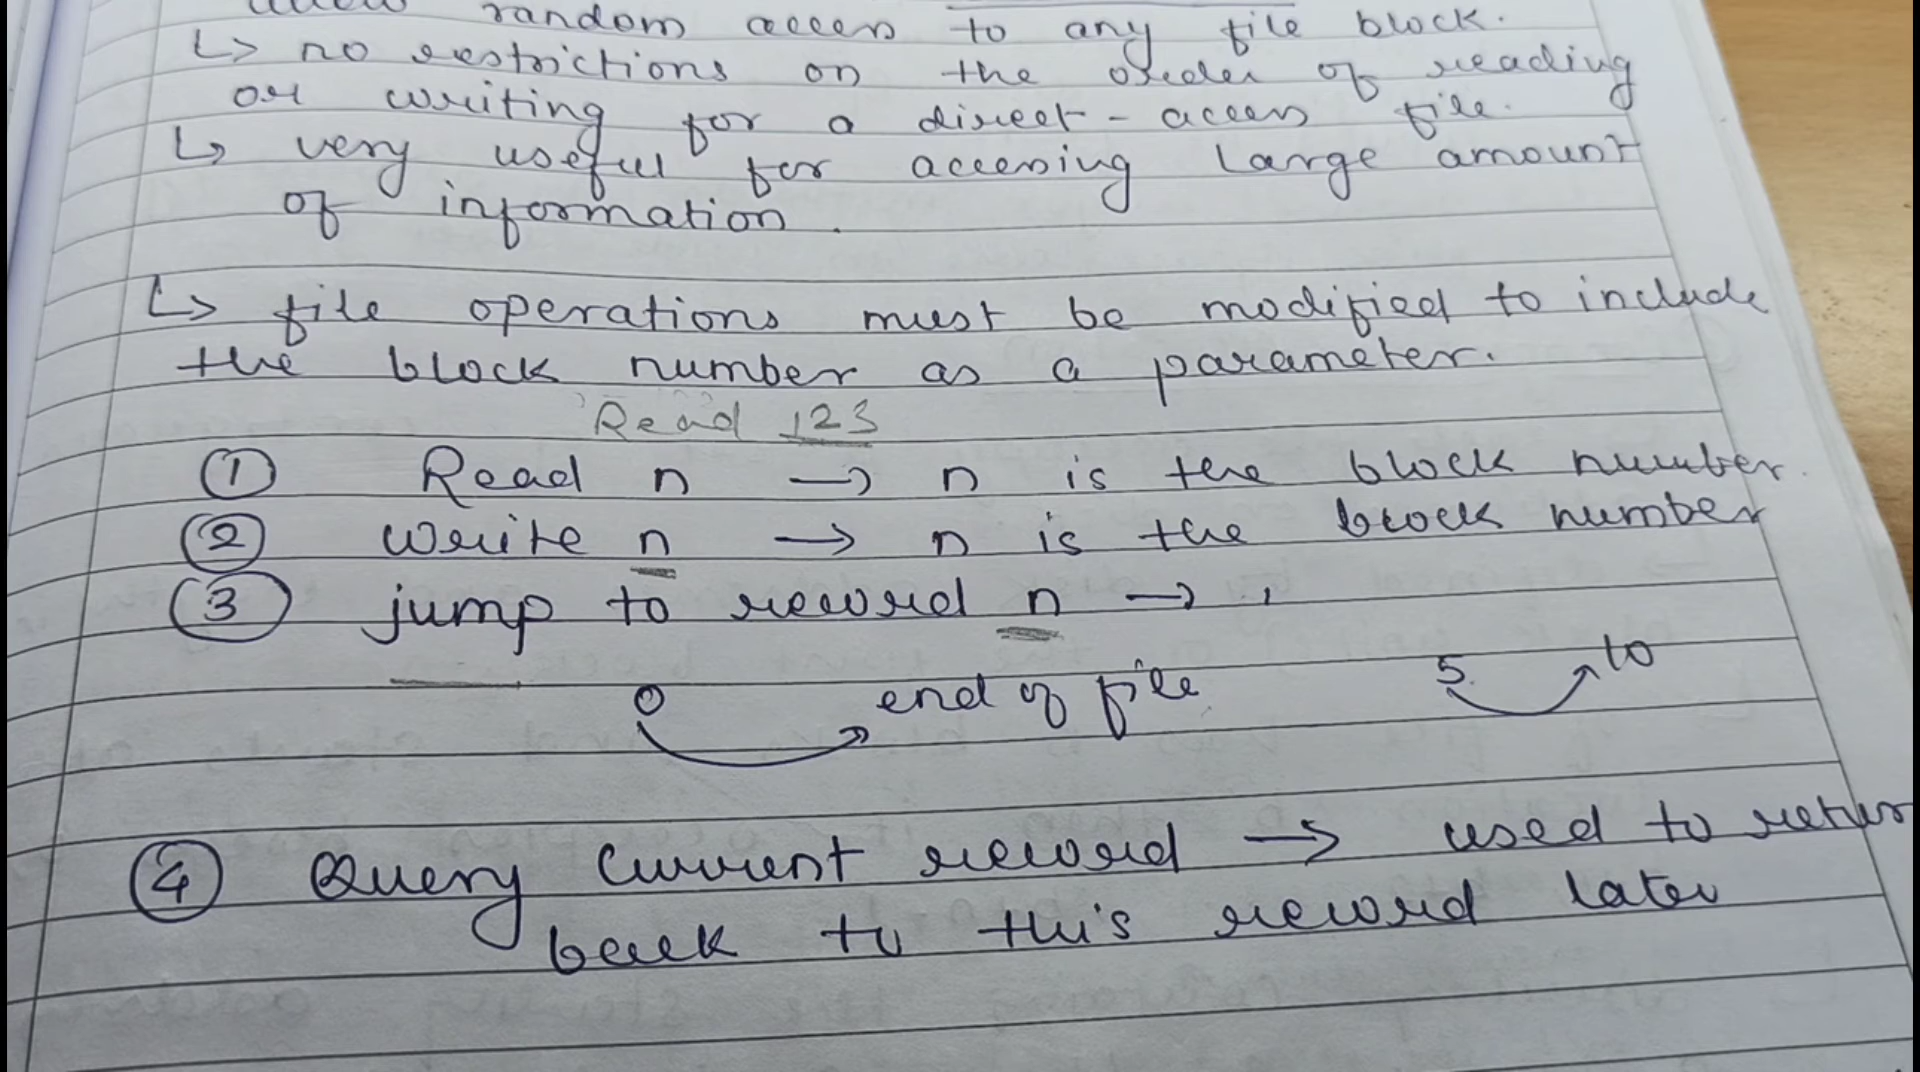 allow random access to any file block.
↳ no restrictions on the order of reading
or writing for a direct-access file.
↳ very useful for accessing large amount
of information.
↳ file operations must be modified to include
the block number as a parameter.
Read 123
① Read n → n is the block number.
② write n → n is the block number
③ jump to record n →
0 end of file 5 10
④ Query current record → used to retur
back to this record later